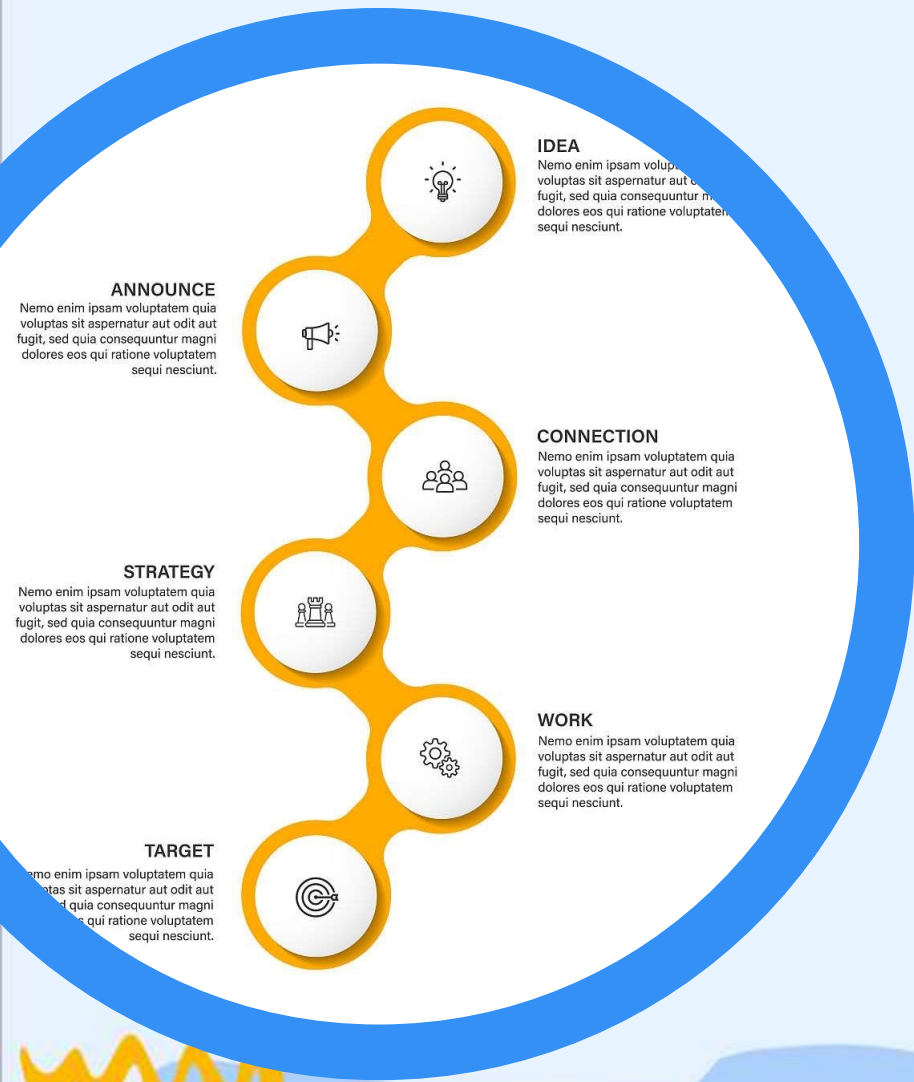 IDEA
Nemo enim ipsam
voluptas sit aspernatur aut
fugit, sed quia consequuntur
dolores eos qui ratione voluptatem
sequi nesciunt.
ANNOUNCE
Nemo enim ipsam voluptatem quia
voluptas sit aspernatur aut odit aut
fugit, sed quia consequuntur magni
dolores eos qui ratione voluptatem
sequi nesciunt.
CONNECTION
Nemo enim ipsam voluptatem quia
voluptas sit aspernatur aut odit aut
fugit, sed quia consequuntur magni
dolores eos qui ratione voluptatem
sequi nesciunt.
STRATEGY
Nemo enim ipsam voluptatem quia
voluptas sit aspernatur aut odit aut
fugit, sed quia consequuntur magni
dolores eos qui ratione voluptatem
sequi nesciunt.
WORK
Nemo enim ipsam voluptatem quia
voluptas sit aspernatur aut odit aut
fugit, sed quia consequuntur magni
dolores eos qui ratione voluptatem
sequi nesciunt.
TARGET
enim ipsam voluptatem quia
sit aspernatur aut odit aut
quia consequuntur magni
qui ratione voluptatem
sequi nesciunt.